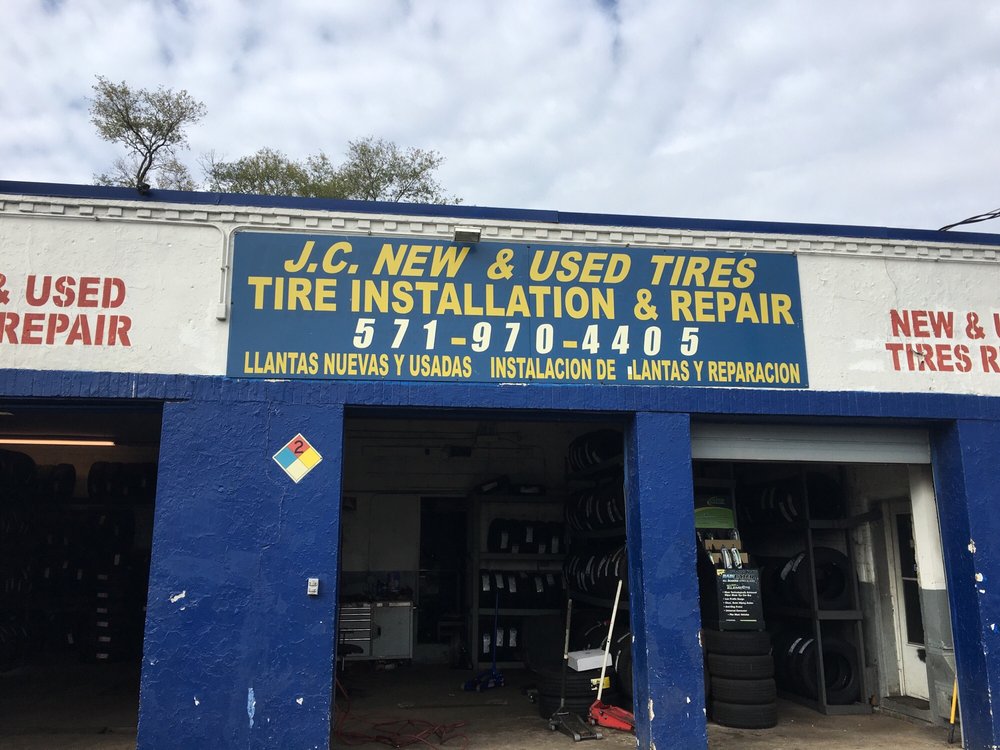 J.C. NEW & USED TIRES
TIRE INSTALLATION & REPAIR
571-970-4405
LLANTAS NUEVAS Y USADAS INSTALACION DE LLANTAS Y REPARACION
& USED
REPAIR
NEW & U
TIRES R
2